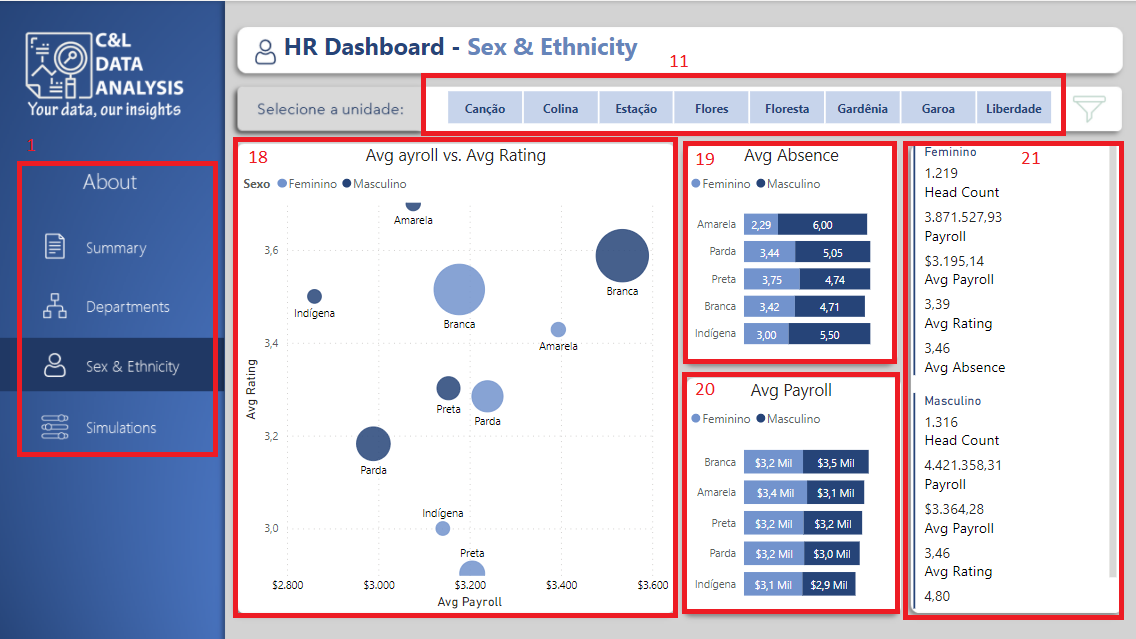 C&L
DATA
ANALYSIS
Your data, our insights
1
About
Summary
Departments
Sex & Ethnicity
Simulations
HR Dashboard - Sex & Ethnicity
11
Selecione a unidade:
Canção Colina Estação Flores Floresta Gardênia Garoa Liberdade
18
Avg ayroll vs. Avg Rating
Sexo Feminino Masculino
Avg Rating
3,6
3,4
3,2
3,0
Amarela
Branca
Indígena
Branca
Amarela
Preta
Parda
Parda
Indígena
Preta
$2.800 $3.000 $3.200 $3.400 $3.600
Avg Payroll
19
Avg Absence
Feminino Masculino
Amarela 2,29 6,00
Parda 3,44 5,05
Preta 3,75 4,74
Branca 3,42 4,71
Indígena 3,00 5,50
20
Avg Payroll
Feminino Masculino
Branca $3,2 Mil $3,5 Mil
Amarela $3,4 Mil $3,1 Mil
Preta $3,2 Mil $3,2 Mil
Parda $3,2 Mil $3,0 Mil
Indígena $3,1 Mil $2,9 Mil
21
Feminino
1.219
Head Count
3.871.527,93
Payroll
$3.195,14
Avg Payroll
3,39
Avg Rating
3,46
Avg Absence
Masculino
1.316
Head Count
4.421.358,31
Payroll
$3.364,28
Avg Payroll
3,46
Avg Rating
4,80